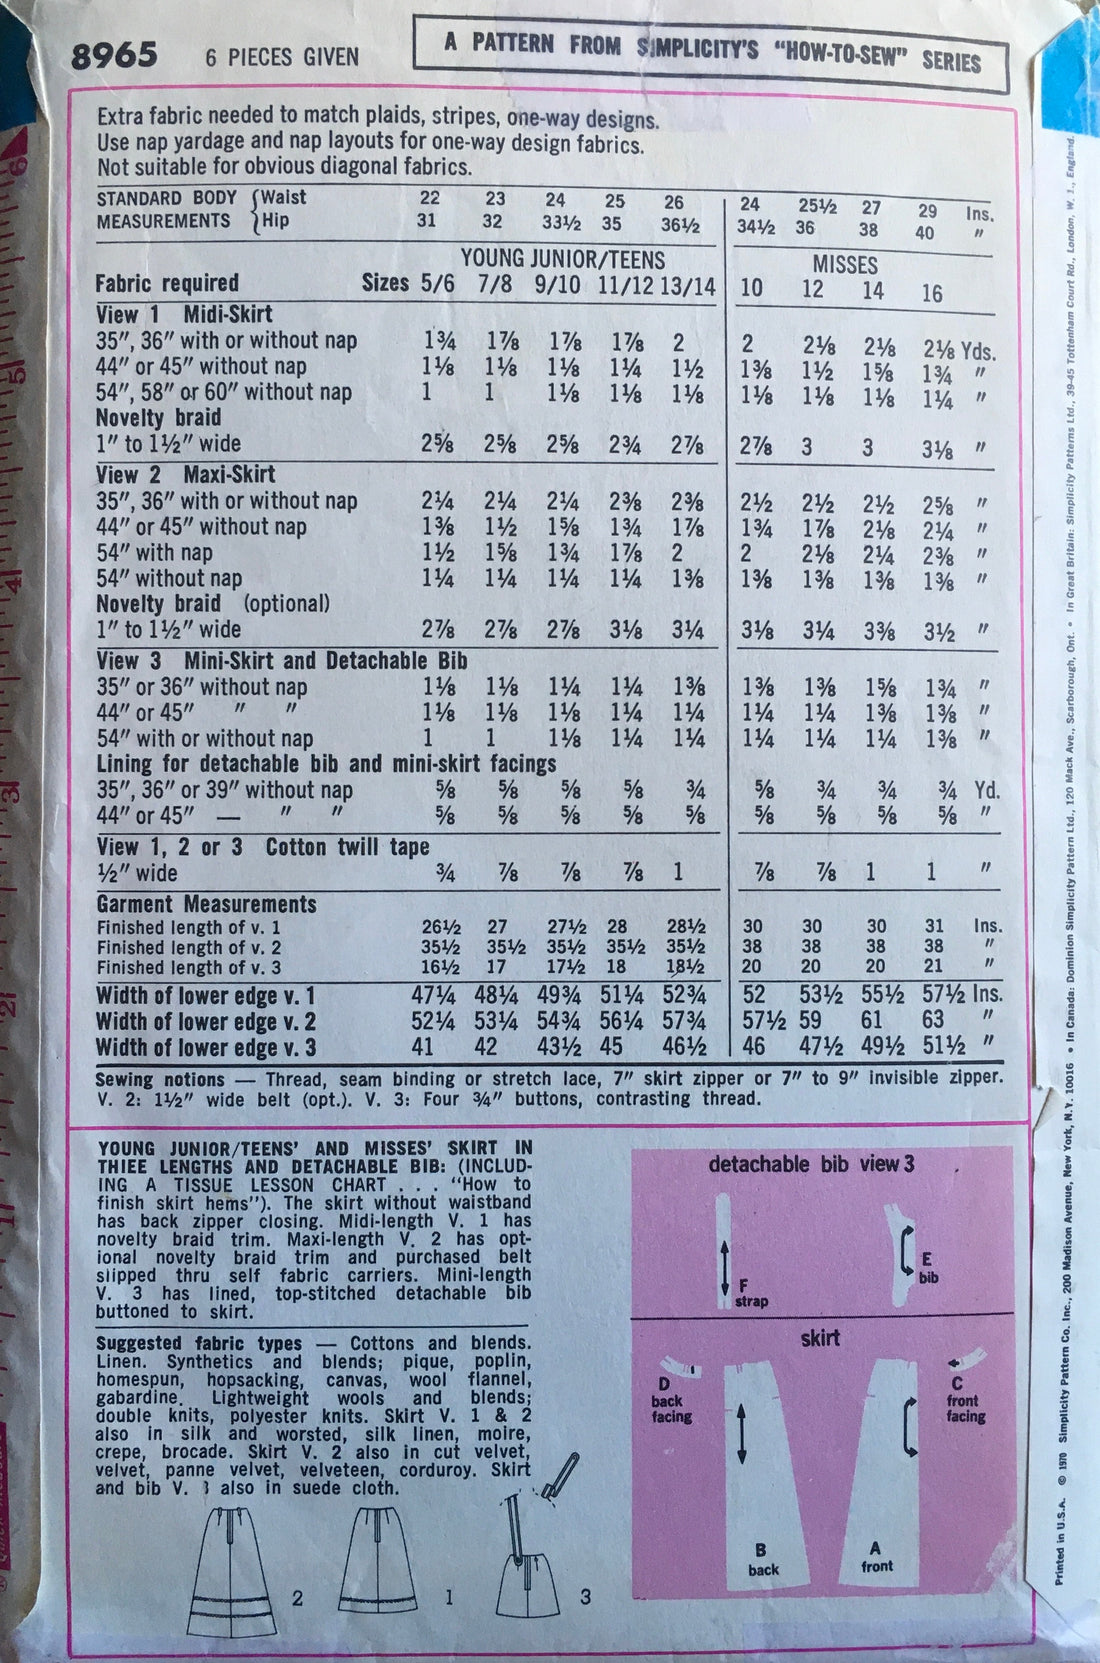 8965 6 PIECES GIVEN
A PATTERN FROM SIMPLICITY'S "HOW-TO-SEW" SERIES
Extra fabric needed to match plaids, stripes, one-way designs.
Use nap yardage and nap layouts for one-way design fabrics.
Not suitable for obvious diagonal fabrics.
STANDARD BODY { Waist 22 23 24 25 26 24 25½ 27 29 Ins.
MEASUREMENTS { Hip 31 32 33½ 35 36½ 34½ 36 38 40 "
YOUNG JUNIOR/TEENS MISSES
Fabric required Sizes 5/6 7/8 9/10 11/12 13/14 10 12 14 16
View 1 Midi-Skirt
35", 36" with or without nap 1¾ 1⅞ 1⅞ 1⅞ 2 2 2⅛ 2⅛ 2⅛ Yds.
44" or 45" without nap 1⅛ 1⅛ 1⅛ 1¼ 1½ 1⅜ 1½ 1⅝ 1¾ "
54", 58" or 60" without nap 1 1 1⅛ 1⅛ 1⅛ 1⅛ 1⅛ 1⅛ 1¼ "
Novelty braid
1" to 1½" wide 2⅝ 2⅝ 2⅝ 2¾ 2⅞ 2⅞ 3 3 3⅛ "
View 2 Maxi-Skirt
35", 36" with or without nap 2¼ 2¼ 2¼ 2⅜ 2⅜ 2½ 2½ 2½ 2⅝ "
44" or 45" without nap 1⅜ 1½ 1⅝ 1¾ 1⅞ 1¾ 1⅞ 2⅛ 2¼ "
54" with nap 1½ 1⅝ 1¾ 1⅞ 2 2 2⅛ 2¼ 2⅜ "
54" without nap 1¼ 1¼ 1¼ 1¼ 1⅜ 1⅜ 1⅜ 1⅜ 1⅜ "
Novelty braid (optional)
1" to 1½" wide 2⅞ 2⅞ 2⅞ 3⅛ 3¼ 3⅛ 3¼ 3⅜ 3½ "
View 3 Mini-Skirt and Detachable Bib
35" or 36" without nap 1⅛ 1⅛ 1¼ 1¼ 1⅜ 1⅜ 1⅜ 1⅝ 1¾ "
44" or 45" " " 1⅛ 1⅛ 1⅛ 1¼ 1¼ 1¼ 1¼ 1⅜ 1⅜ "
54" with or without nap 1 1 1⅛ 1¼ 1¼ 1¼ 1¼ 1¼ 1⅜ "
Lining for detachable bib and mini-skirt facings
35", 36" or 39" without nap ⅝ ⅝ ⅝ ⅝ ¾ ⅝ ¾ ¾ ¾ Yd.
44" or 45" — " " ⅝ ⅝ ⅝ ⅝ ⅝ ⅝ ⅝ ⅝ ⅝ "
View 1, 2 or 3 Cotton twill tape
½" wide ¾ ⅞ ⅞ ⅞ 1 ⅞ ⅞ 1 1 "
Garment Measurements
Finished length of v. 1 26½ 27 27½ 28 28½ 30 30 30 31 Ins.
Finished length of v. 2 35½ 35½ 35½ 35½ 35½ 38 38 38 38 "
Finished length of v. 3 16½ 17 17½ 18 18½ 20 20 20 21 "
Width of lower edge v. 1 47¼ 48¼ 49¾ 51¼ 52¾ 52 53½ 55½ 57½ Ins.
Width of lower edge v. 2 52¼ 53¼ 54¾ 56¼ 57¾ 57½ 59 61 63 "
Width of lower edge v. 3 41 42 43½ 45 46½ 46 47½ 49½ 51½ "
Sewing notions — Thread, seam binding or stretch lace, 7" skirt zipper or 7" to 9" invisible zipper.
V. 2: 1½" wide belt (opt.). V. 3: Four ¾" buttons, contrasting thread.
YOUNG JUNIOR/TEENS' AND MISSES' SKIRT IN
THIEE LENGTHS AND DETACHABLE BIB: (INCLUD-
ING A TISSUE LESSON CHART . . . "How to
finish skirt hems"). The skirt without waistband
has back zipper closing. Midi-length V. 1 has
novelty braid trim. Maxi-length V. 2 has opt-
ional novelty braid trim and purchased belt
slipped thru self fabric carriers. Mini-length
V. 3 has lined, top-stitched detachable bib
buttoned to skirt.
Suggested fabric types — Cottons and blends.
Linen. Synthetics and blends; pique, poplin,
homespun, hopsacking, canvas, wool flannel,
gabardine. Lightweight wools and blends;
double knits, polyester knits. Skirt V. 1 & 2
also in silk and worsted, silk linen, moire,
crepe, brocade. Skirt V. 2 also in cut velvet,
velvet, panne velvet, velveteen, corduroy. Skirt
and bib V. 3 also in suede cloth.
2 1 3
detachable bib view 3
F
strap
E
bib
skirt
D
back
facing
C
front
facing
B
back
A
front
Printed in U.S.A. © 1970 Simplicity Pattern Co. Inc., 200 Madison Avenue, New York, N.Y. 10016 • In Canada: Dominion Simplicity Pattern Ltd., 120 Mack Ave., Scarborough, Ont. • In Great Britain: Simplicity Patterns Ltd., 39-45 Tottenham Court Rd., London, W. 1., England.
6
5
4
3
2
1